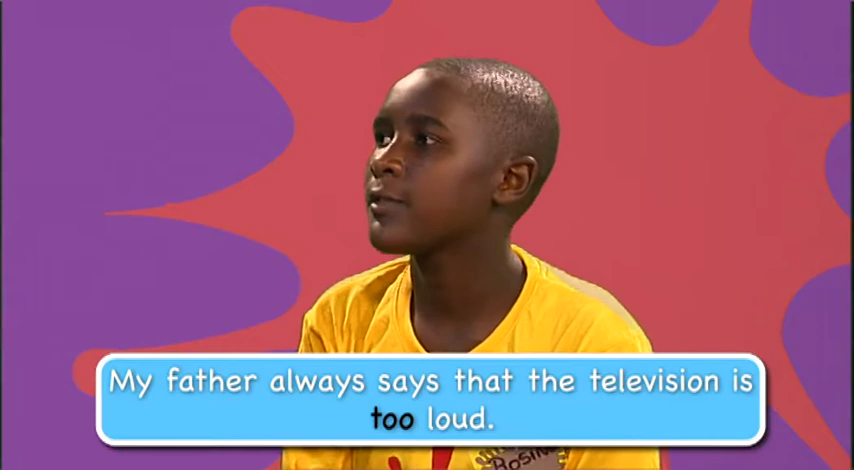 My father always says that the television is
too loud.